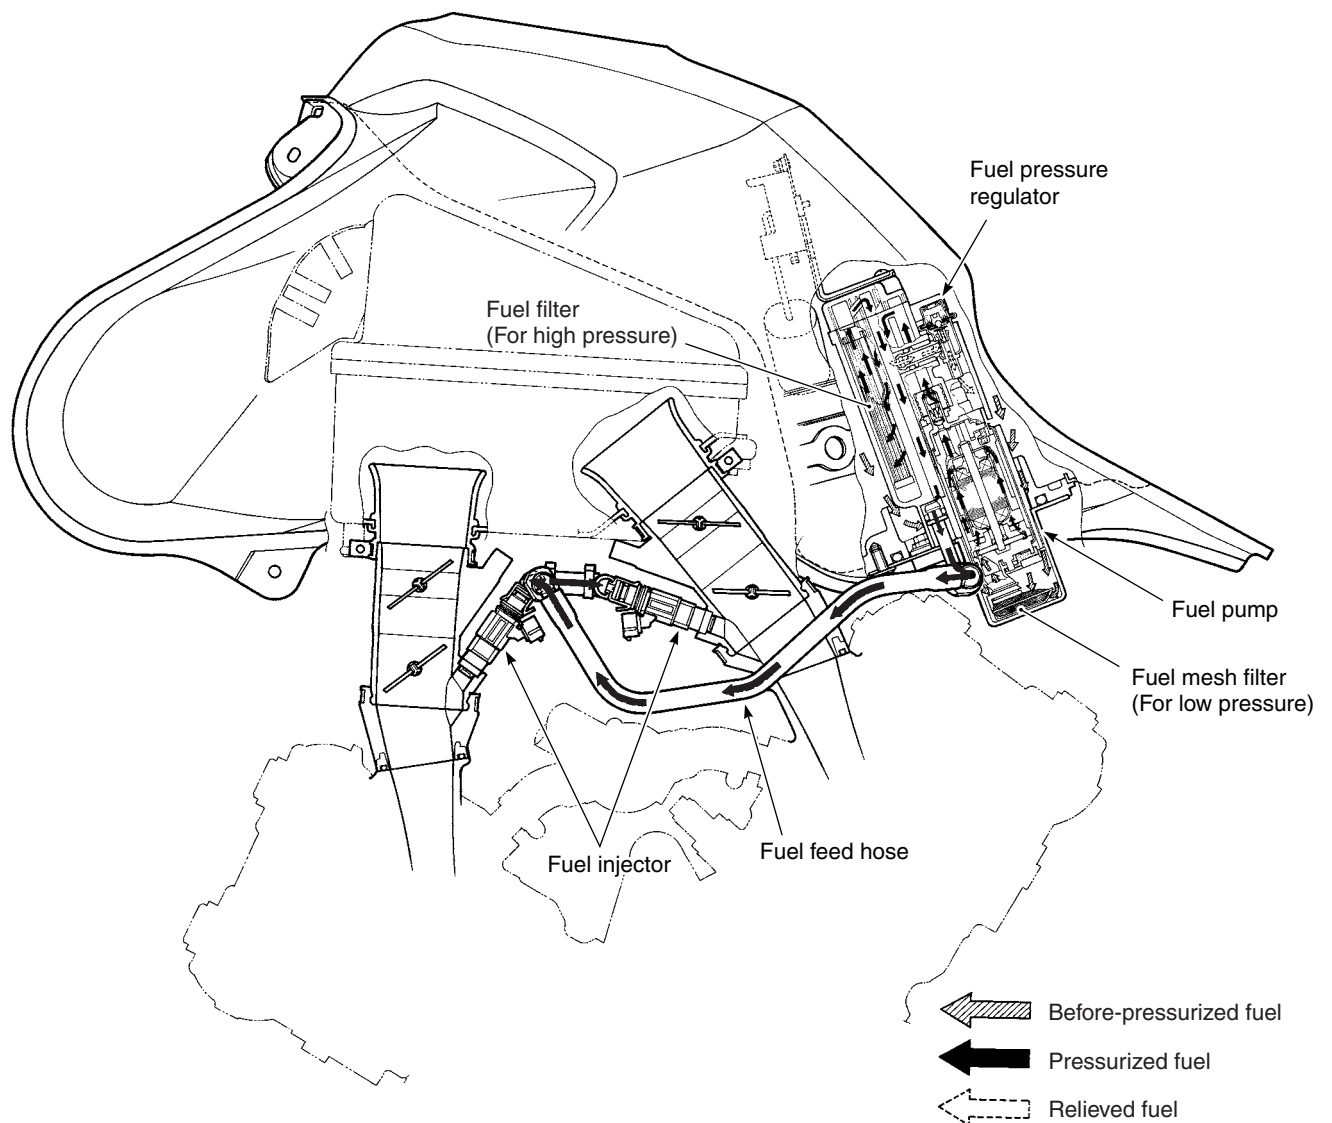 Fuel pressure
regulator
Fuel filter
(For high pressure)
Fuel pump
Fuel mesh filter
(For low pressure)
Fuel feed hose
Fuel injector
Before-pressurized fuel
Pressurized fuel
Relieved fuel